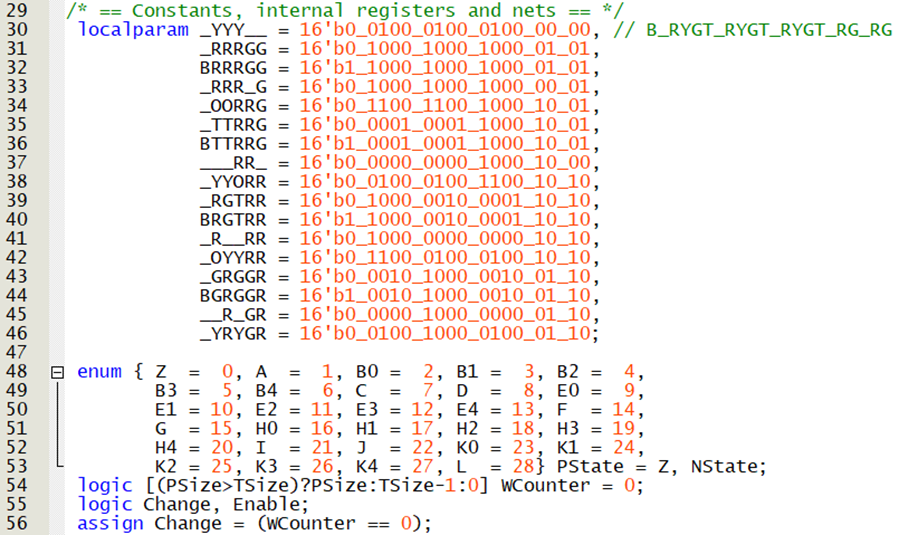 29 /* == Constants, internal registers and nets == */
30 localparam _YYY__ = 16'b0_0100_0100_0100_00_00, // B_RYGT_RYGT_RYGT_RG_RG
31 _RRRGG = 16'b0_1000_1000_1000_01_01,
32 BRRRGG = 16'b1_1000_1000_1000_01_01,
33 _RRR_G = 16'b0_1000_1000_1000_00_01,
34 _OORRG = 16'b0_1100_1100_1000_10_01,
35 _TTRRG = 16'b0_0001_0001_1000_10_01,
36 BTTRRG = 16'b1_0001_0001_1000_10_01,
37 ___RR_ = 16'b0_0000_0000_1000_10_00,
38 _YYORR = 16'b0_0100_0100_1100_10_10,
39 _RGTRR = 16'b0_1000_0010_0001_10_10,
40 BRGTRR = 16'b1_1000_0010_0001_10_10,
41 _R__RR = 16'b0_1000_0000_0000_10_10,
42 _OYYRR = 16'b0_1100_0100_0100_10_10,
43 _GRGGR = 16'b0_0010_1000_0010_01_10,
44 BGRGGR = 16'b1_0010_1000_0010_01_10,
45 __R_GR = 16'b0_0000_1000_0000_01_10,
46 _YRYGR = 16'b0_0100_1000_0100_01_10;
47
48 enum { Z = 0, A = 1, B0 = 2, B1 = 3, B2 = 4,
49 B3 = 5, B4 = 6, C = 7, D = 8, E0 = 9,
50 E1 = 10, E2 = 11, E3 = 12, E4 = 13, F = 14,
51 G = 15, H0 = 16, H1 = 17, H2 = 18, H3 = 19,
52 H4 = 20, I = 21, J = 22, K0 = 23, K1 = 24,
53 K2 = 25, K3 = 26, K4 = 27, L = 28} PState = Z, NState;
54 logic [(PSize>TSize)?PSize:TSize-1:0] WCounter = 0;
55 logic Change, Enable;
56 assign Change = (WCounter == 0);